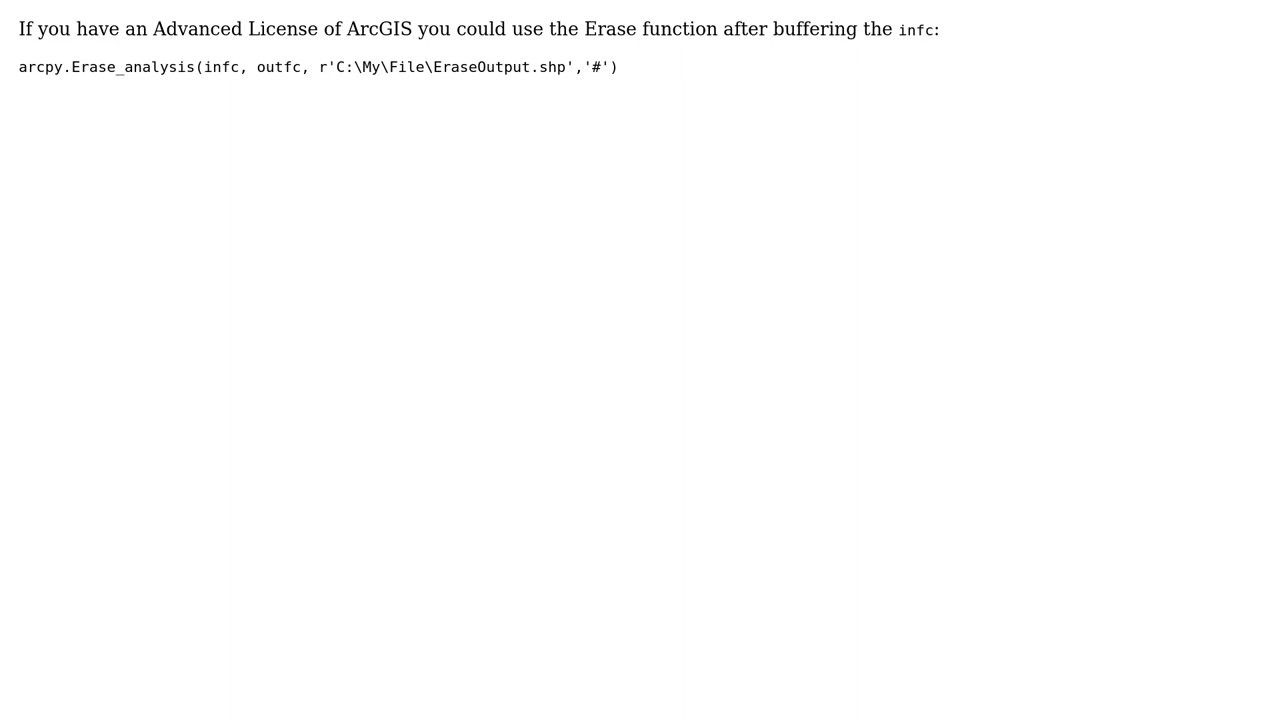 If you have an Advanced License of ArcGIS you could use the Erase function after buffering the infc:
arcpy.Erase_analysis(infc, outfc, r'C:\My\File\EraseOutput.shp','#')